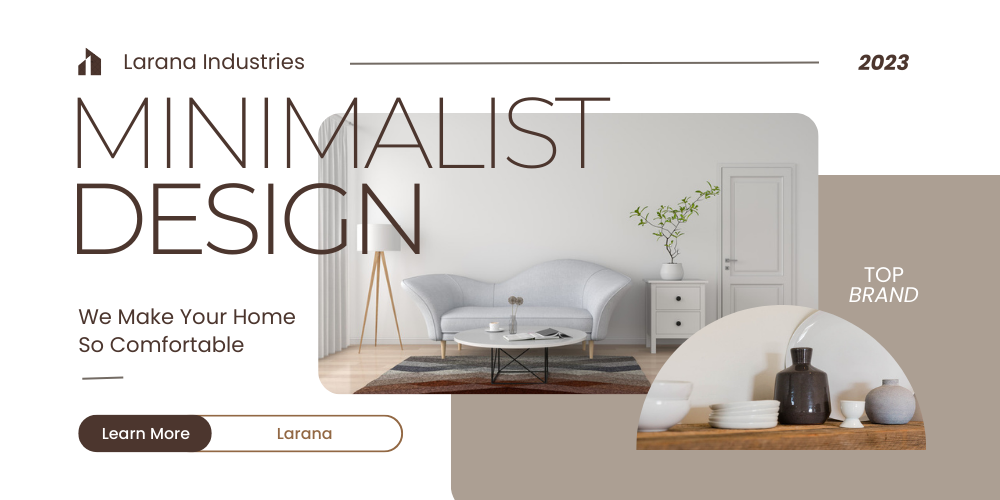 Larana Industries
2023
MINIMALIST
DESIGN
TOP
BRAND
We Make Your Home
So Comfortable
Learn More
Larana